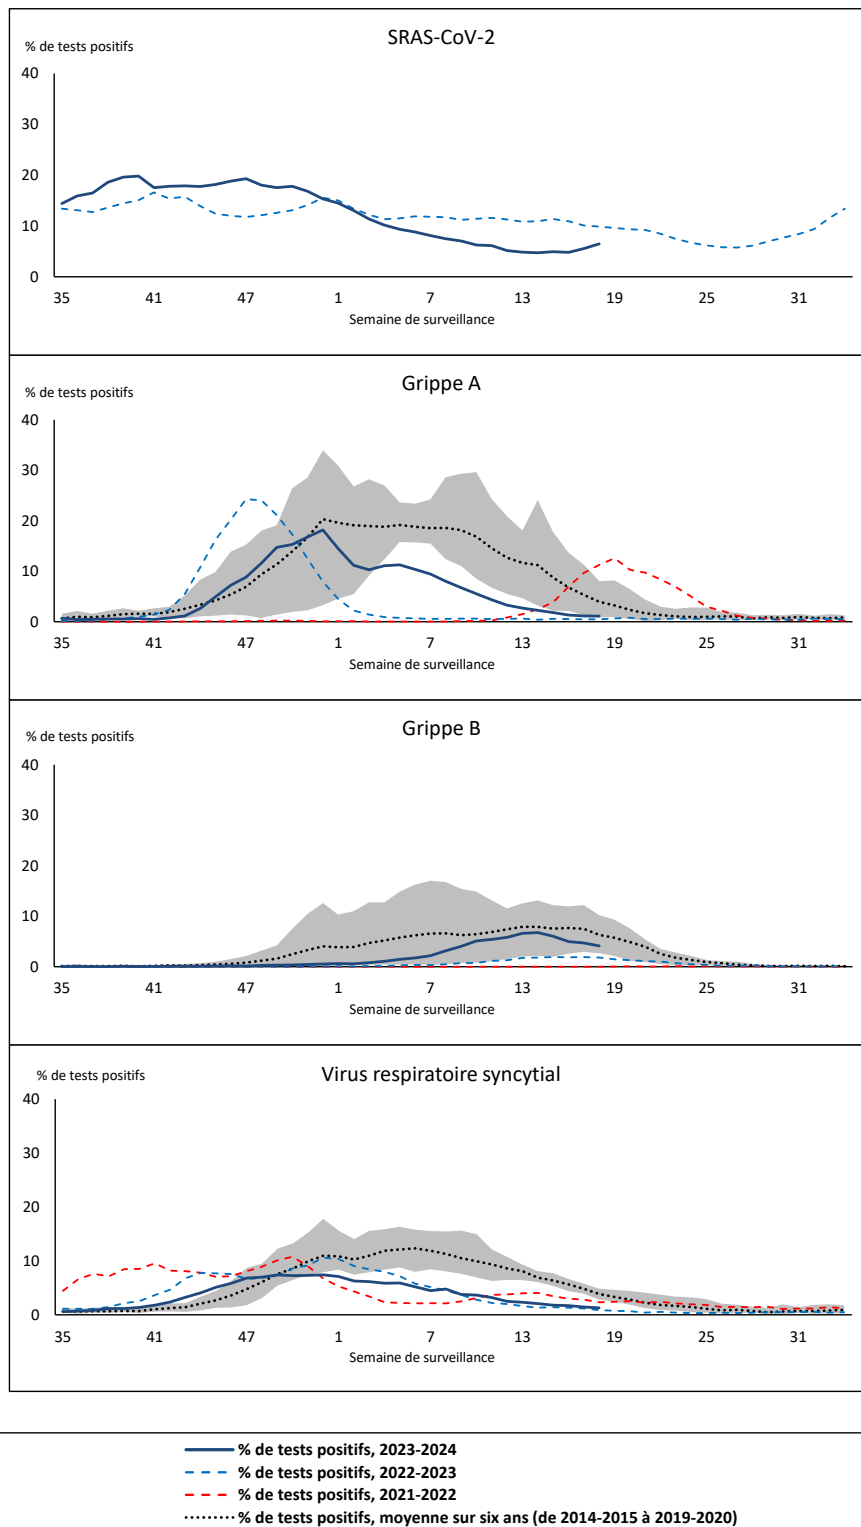 SRAS-CoV-2
% de tests positifs
40
30
20
10
0
35 41 47 1 7 13 19 25 31
Semaine de surveillance
Grippe A
% de tests positifs
40
30
20
10
0
35 41 47 1 7 13 19 25 31
Semaine de surveillance
Grippe B
% de tests positifs
40
30
20
10
0
35 41 47 1 7 13 19 25 31
Semaine de surveillance
Virus respiratoire syncytial
% de tests positifs
40
30
20
10
0
35 41 47 1 7 13 19 25 31
Semaine de surveillance
% de tests positifs, 2023-2024
% de tests positifs, 2022-2023
% de tests positifs, 2021-2022
% de tests positifs, moyenne sur six ans (de 2014-2015 à 2019-2020)